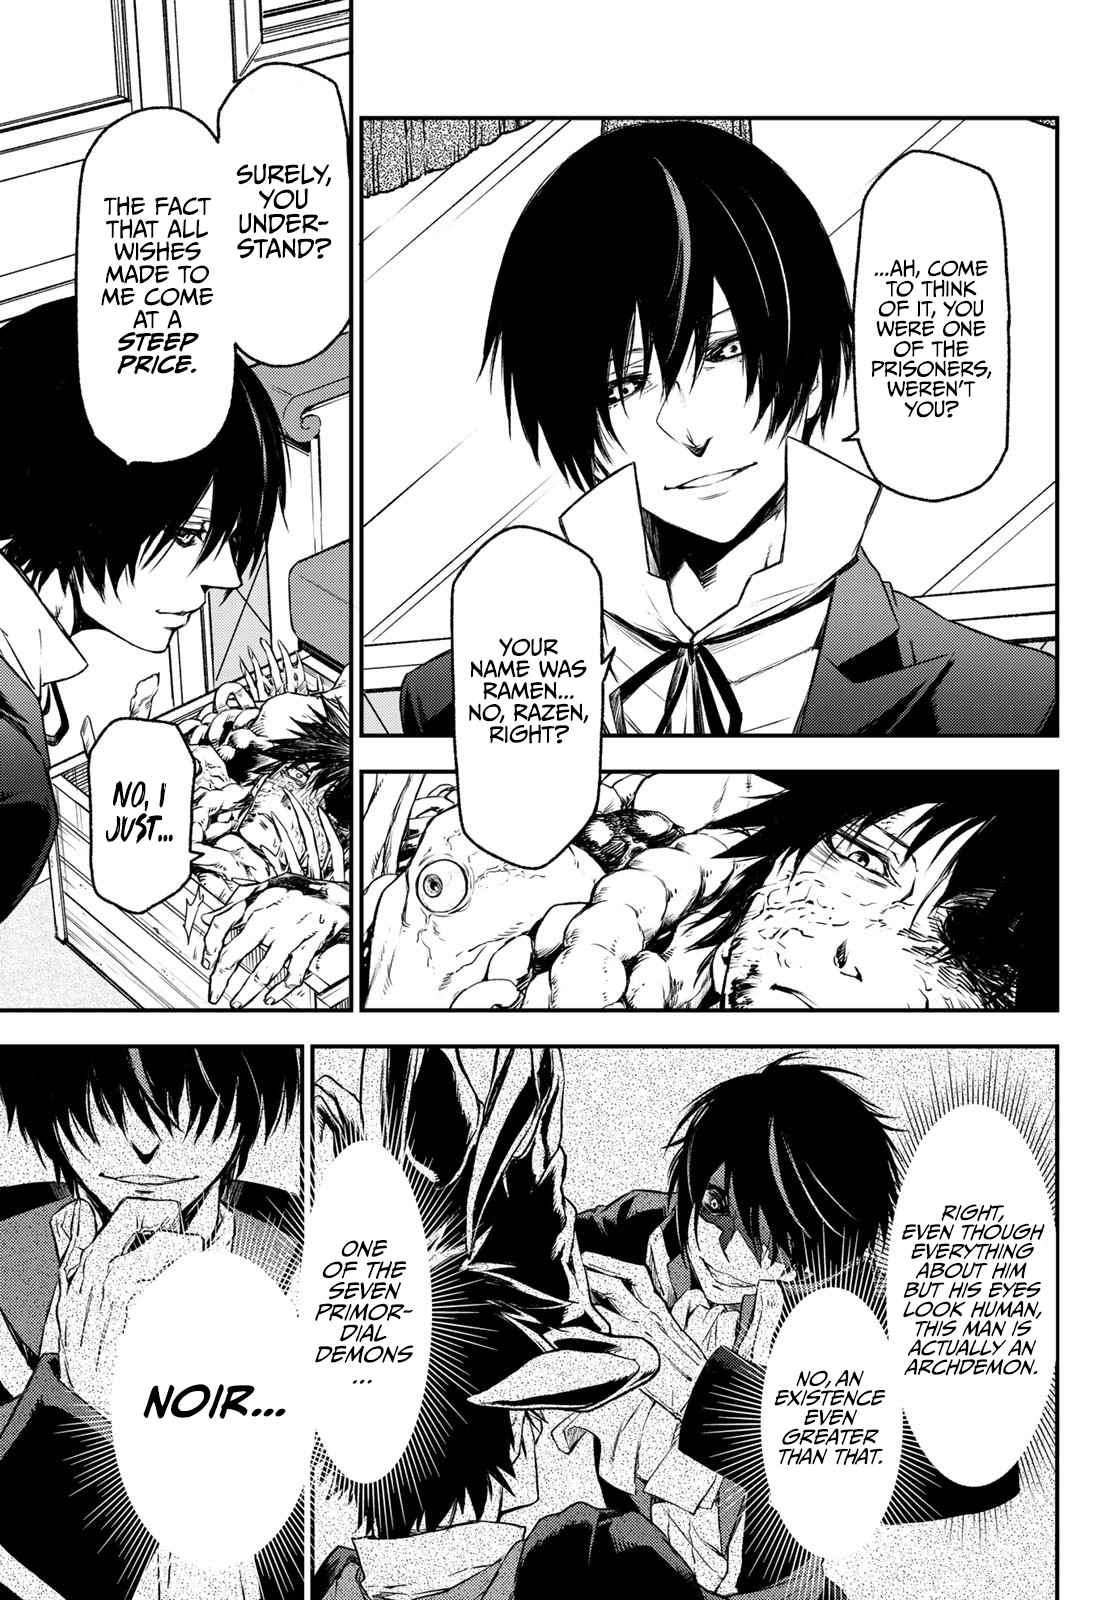 ...AH, COME
TO THINK
OF IT, YOU
WERE ONE
OF THE
PRISONERS,
WEREN'T
YOU?
YOUR
NAME WAS
RAMEN...
NO, RAZEN,
RIGHT?
SURELY,
YOU
UNDER-
STAND?
THE FACT
THAT ALL
WISHES
MADE TO
ME COME
AT A
STEEP
PRICE.
NO, I
JUST...
RIGHT,
EVEN THOUGH
EVERYTHING
ABOUT HIM
BUT HIS EYES
LOOK HUMAN,
THIS MAN IS
ACTUALLY AN
ARCHDEMON.
NO, AN
EXISTENCE
EVEN
GREATER
THAN THAT.
ONE
OF THE
SEVEN
PRIMOR-
DIAL
DEMONS
...
NOIR...